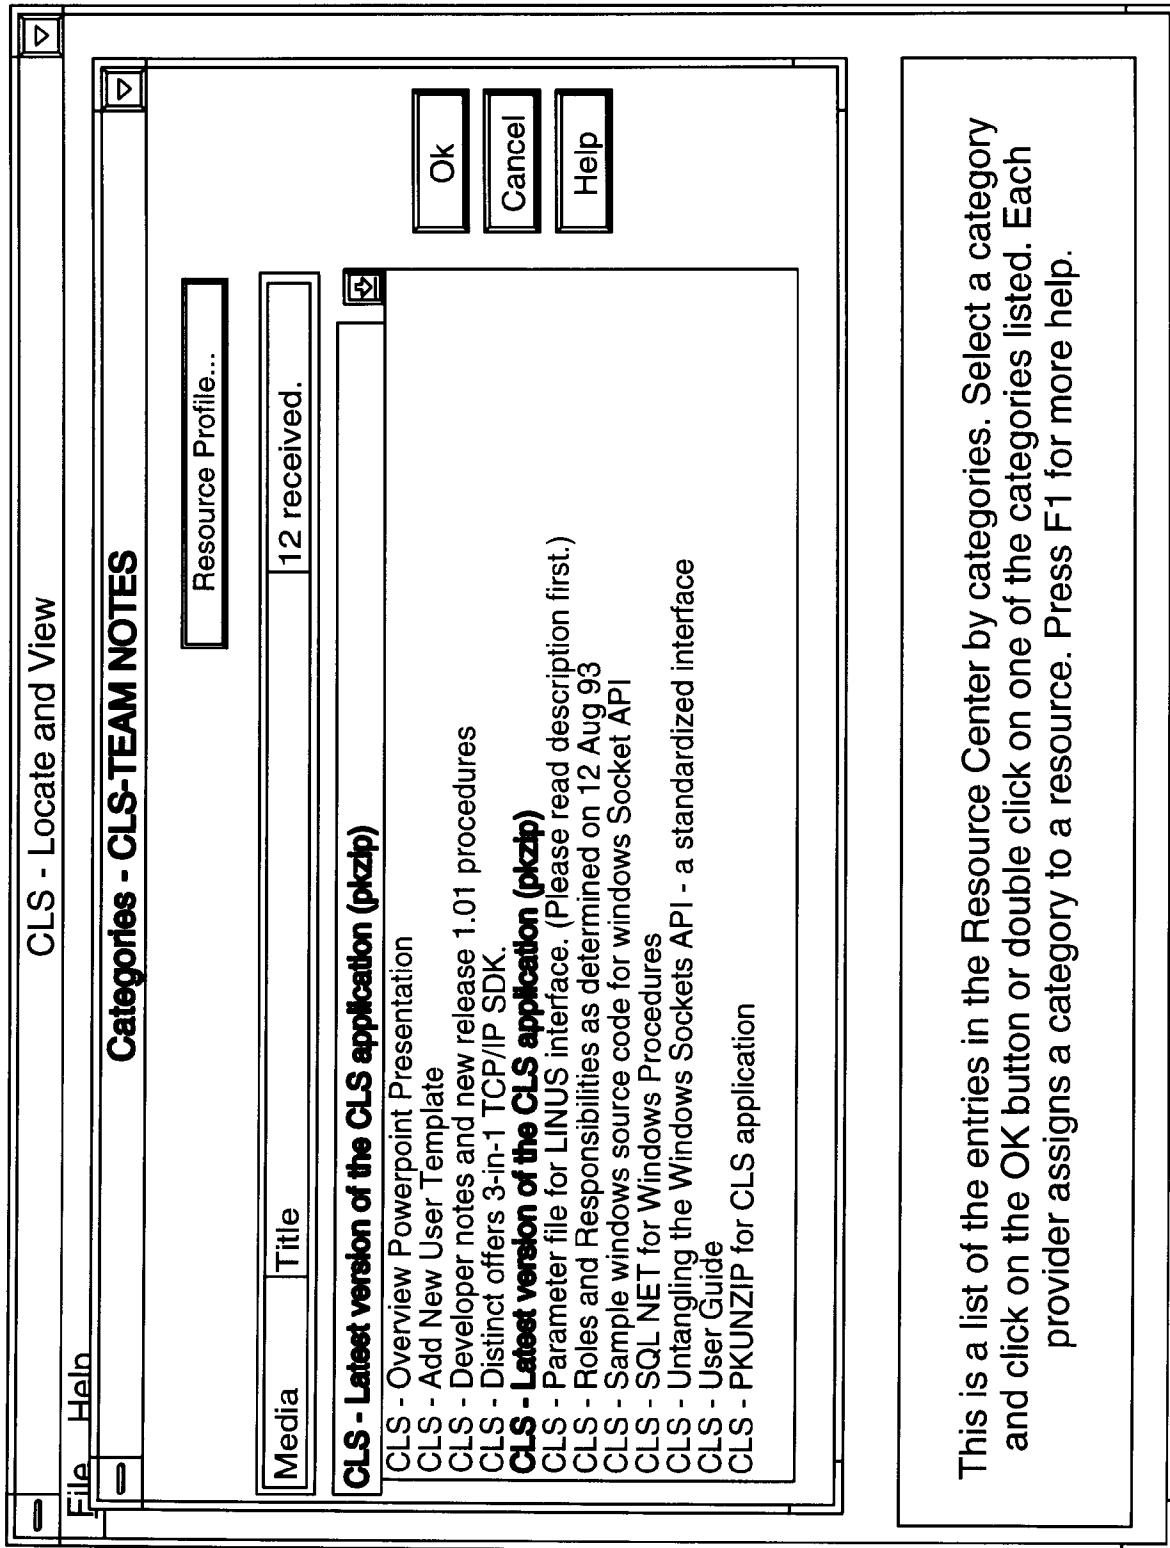 CLS - Locate and View
File Help
Categories - CLS-TEAM NOTES
Resource Profile...
Media Title 12 received.
CLS - Latest version of the CLS application (pkzip)
CLS - Overview Powerpoint Presentation
CLS - Add New User Template
CLS - Developer notes and new release 1.01 procedures
CLS - Distinct offers 3-in-1 TCP/IP SDK.
CLS - Latest version of the CLS application (pkzip)
CLS - Parameter file for LINUS interface. (Please read description first.)
CLS - Roles and Responsibilities as determined on 12 Aug 93
CLS - Sample windows source code for windows Socket API
CLS - SQL NET for Windows Procedures
CLS - Untangling the Windows Sockets API - a standardized interface
CLS - User Guide
CLS - PKUNZIP for CLS application
Ok
Cancel
Help
This is a list of the entries in the Resource Center by categories. Select a category
and click on the OK button or double click on one of the categories listed. Each
provider assigns a category to a resource. Press F1 for more help.